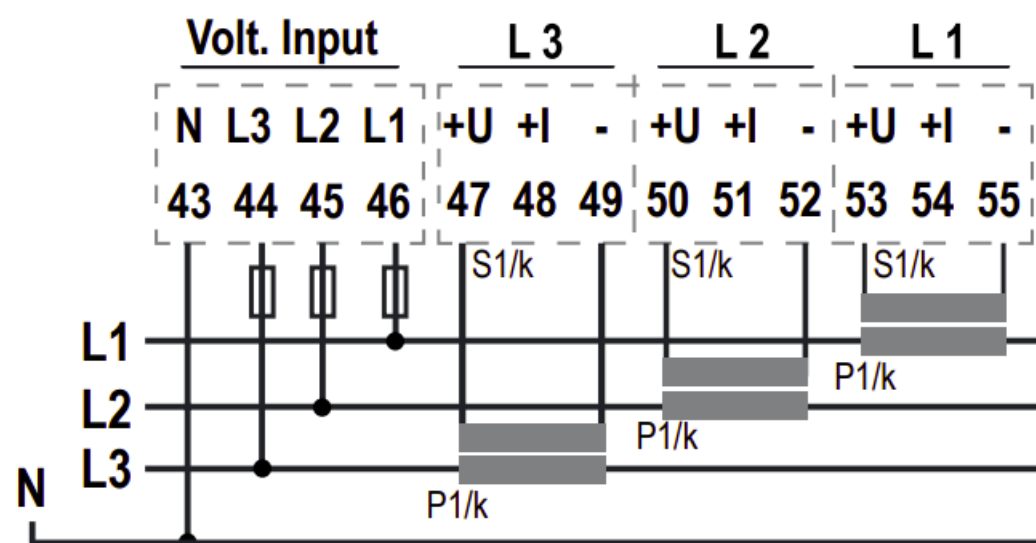 Volt. Input L 3 L 2 L 1
N L3 L2 L1 +U +I - +U +I - +U +I -
43 44 45 46 47 48 49 50 51 52 53 54 55
S1/k S1/k S1/k
L1
P1/k
L2
P1/k
L3
N
P1/k